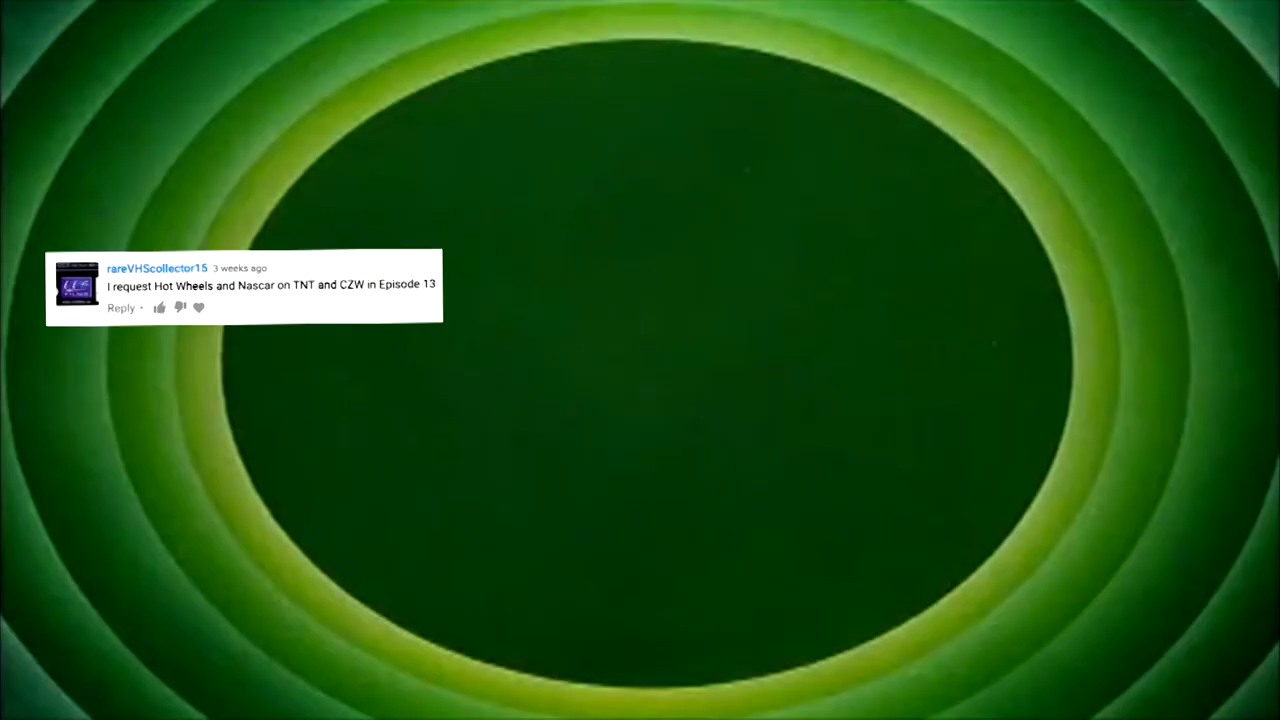 rareVHScollector15 3 weeks ago
I request Hot Wheels and Nascar on TNT and CZW in Episode 13
Reply •